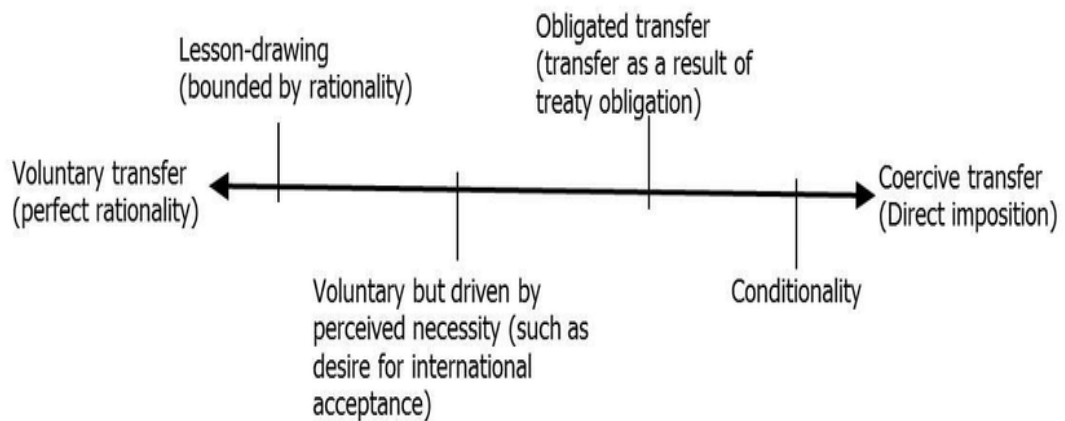 Lesson-drawing
(bounded by rationality)
Obligated transfer
(transfer as a result of
treaty obligation)
Voluntary transfer
(perfect rationality)
Coercive transfer
(Direct imposition)
Voluntary but driven by
perceived necessity (such as
desire for international
acceptance)
Conditionality